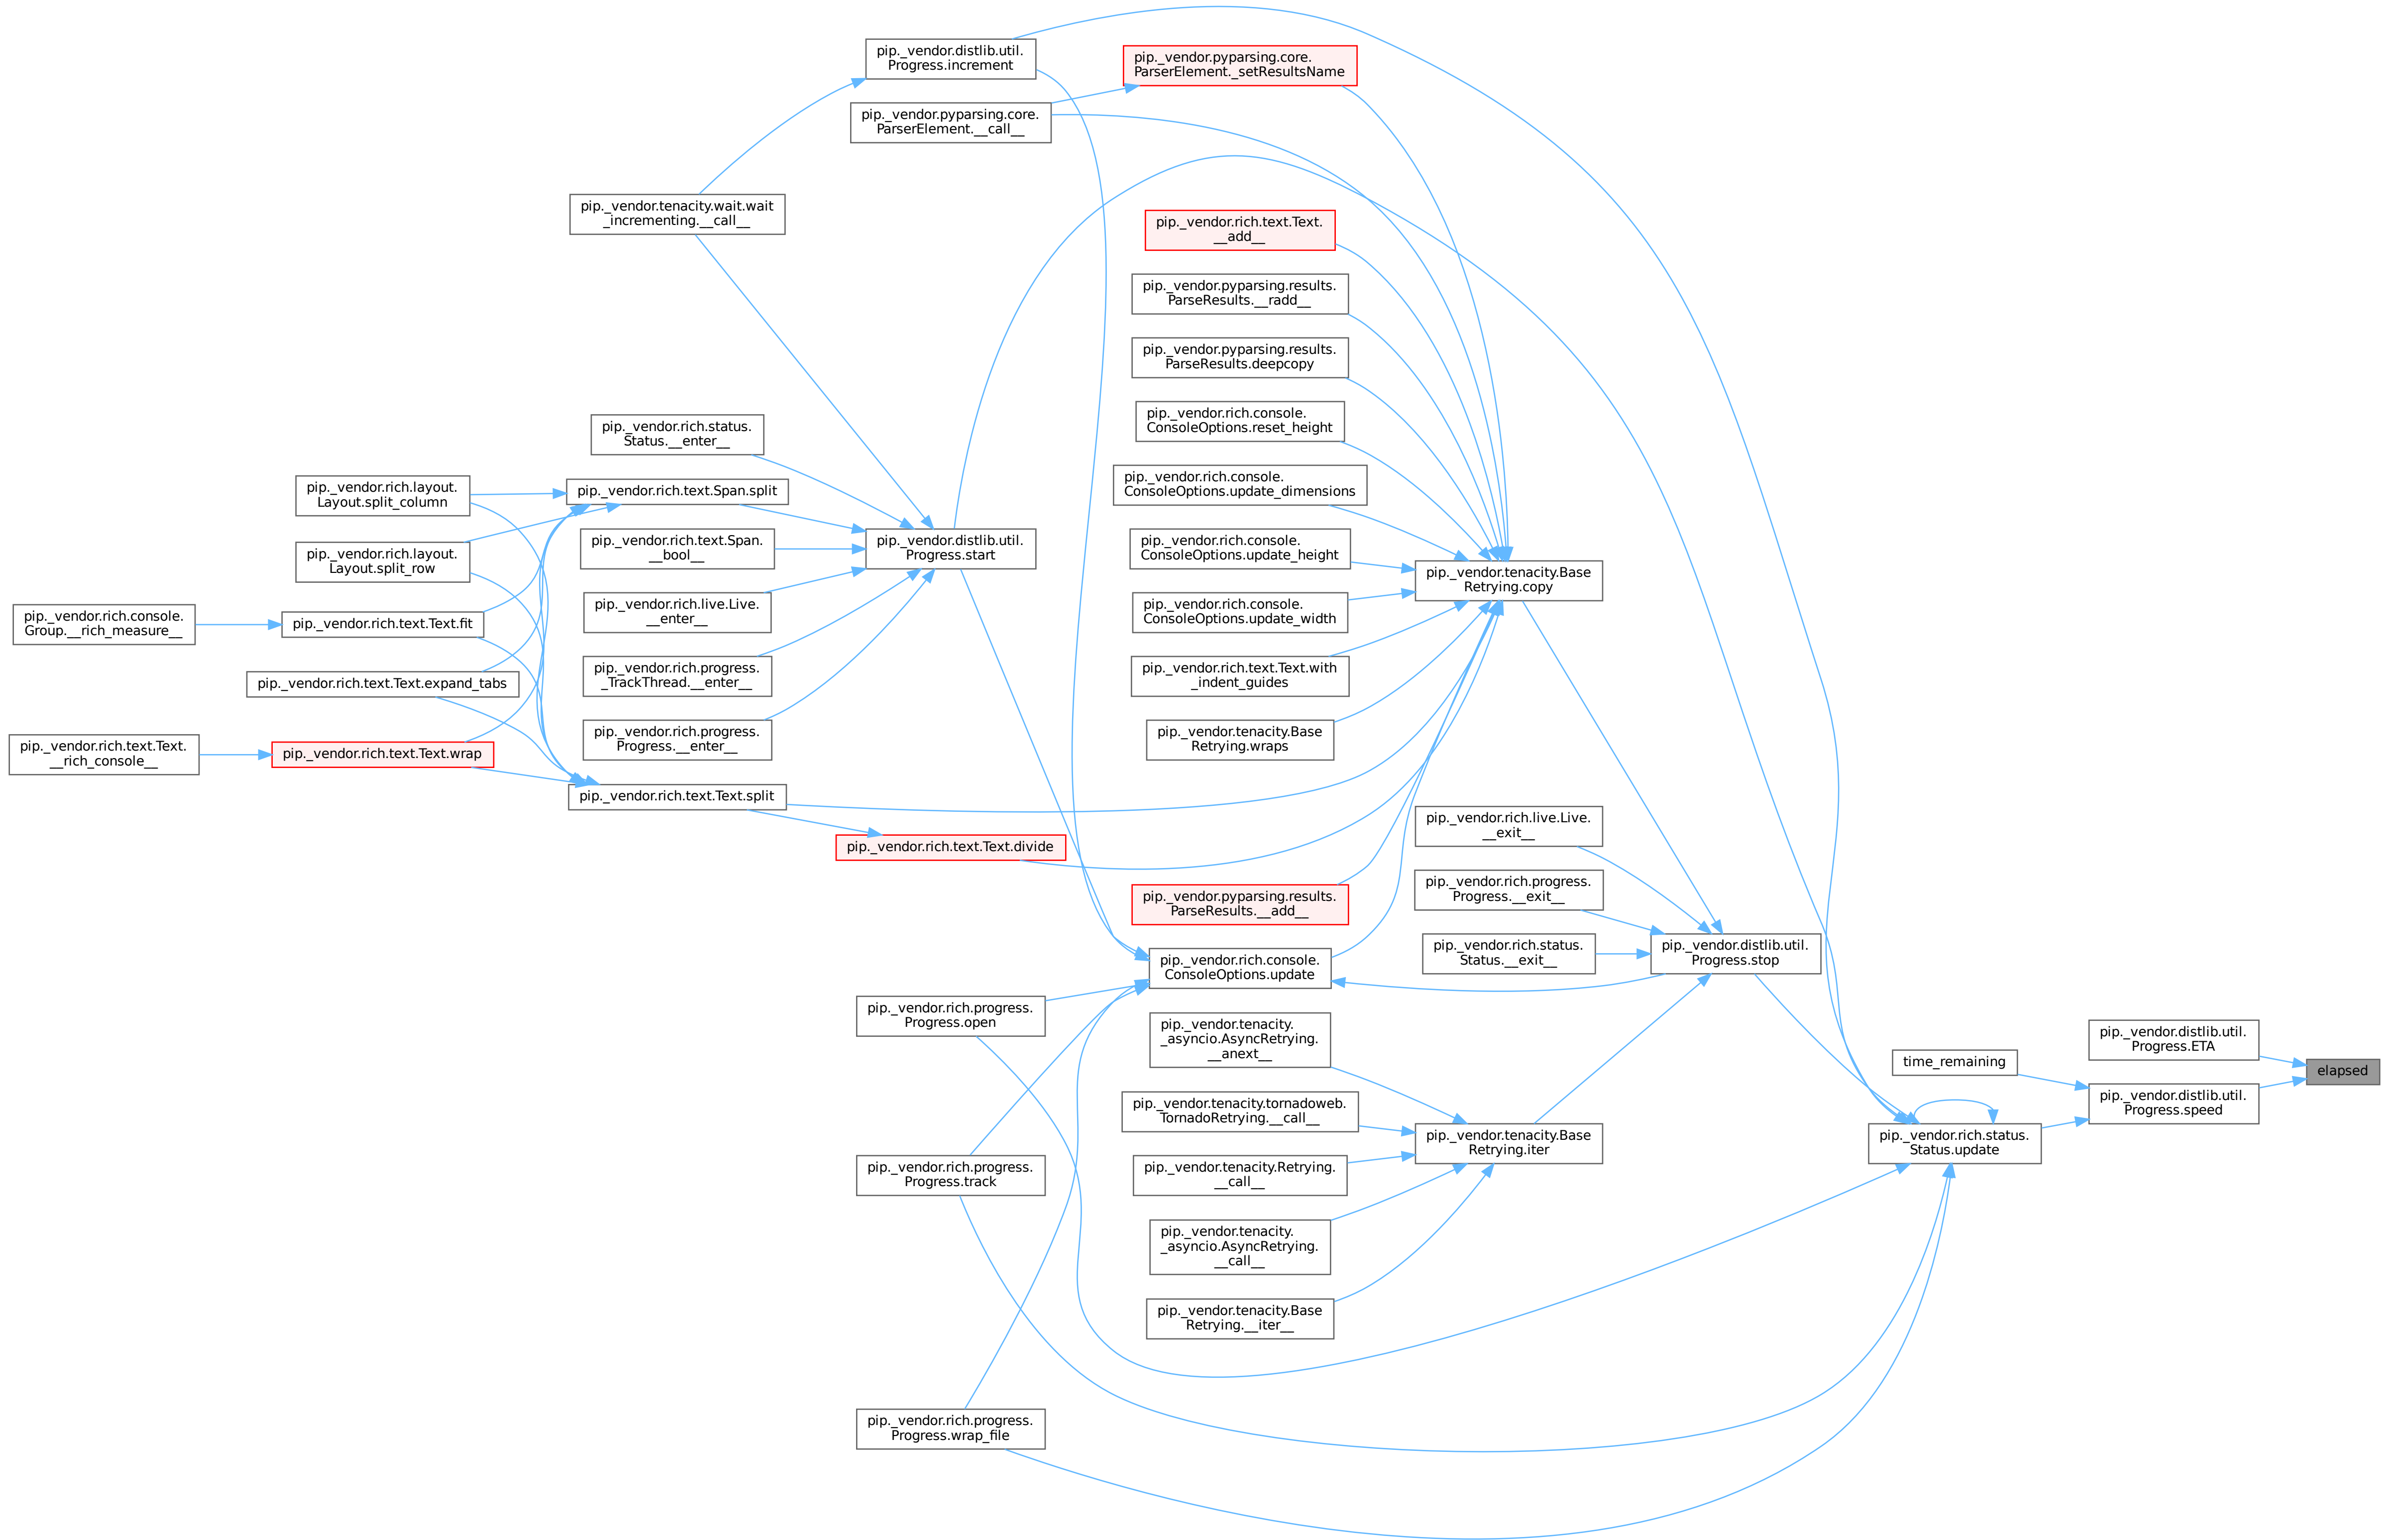 pip._vendor.distlib.util.
Progress.increment
pip._vendor.pyparsing.core.
ParserElement._setResultsName
pip._vendor.pyparsing.core.
ParserElement.__call__
pip._vendor.tenacity.wait.wait
_incrementing.__call__
pip._vendor.rich.text.Text.
__add__
pip._vendor.pyparsing.results.
ParseResults.__radd__
pip._vendor.pyparsing.results.
ParseResults.deepcopy
pip._vendor.rich.console.
ConsoleOptions.reset_height
pip._vendor.rich.status.
Status.__enter__
pip._vendor.rich.console.
ConsoleOptions.update_dimensions
pip._vendor.rich.layout.
Layout.split_column
pip._vendor.rich.text.Span.split
pip._vendor.rich.text.Span.
__bool__
pip._vendor.distlib.util.
Progress.start
pip._vendor.rich.console.
ConsoleOptions.update_height
pip._vendor.rich.layout.
Layout.split_row
pip._vendor.tenacity.Base
Retrying.copy
pip._vendor.rich.live.Live.
__enter__
pip._vendor.rich.console.
ConsoleOptions.update_width
pip._vendor.rich.console.
Group.__rich_measure__
pip._vendor.rich.text.Text.fit
pip._vendor.rich.progress.
_TrackThread.__enter__
pip._vendor.rich.text.Text.with
_indent_guides
pip._vendor.rich.text.Text.expand_tabs
pip._vendor.rich.progress.
Progress.__enter__
pip._vendor.tenacity.Base
Retrying.wraps
pip._vendor.rich.text.Text.
__rich_console__
pip._vendor.rich.text.Text.wrap
pip._vendor.rich.text.Text.split
pip._vendor.rich.live.Live.
__exit__
pip._vendor.rich.text.Text.divide
pip._vendor.rich.progress.
Progress.__exit__
pip._vendor.pyparsing.results.
ParseResults.__add__
pip._vendor.rich.status.
Status.__exit__
pip._vendor.distlib.util.
Progress.stop
pip._vendor.rich.console.
ConsoleOptions.update
pip._vendor.rich.progress.
Progress.open
pip._vendor.tenacity.
_asyncio.AsyncRetrying.
__anext__
pip._vendor.distlib.util.
Progress.ETA
time_remaining
elapsed
pip._vendor.distlib.util.
Progress.speed
pip._vendor.tenacity.tornadoweb.
TornadoRetrying.__call__
pip._vendor.tenacity.Base
Retrying.iter
pip._vendor.rich.status.
Status.update
pip._vendor.rich.progress.
Progress.track
pip._vendor.tenacity.Retrying.
__call__
pip._vendor.tenacity.
_asyncio.AsyncRetrying.
__call__
pip._vendor.tenacity.Base
Retrying.__iter__
pip._vendor.rich.progress.
Progress.wrap_file